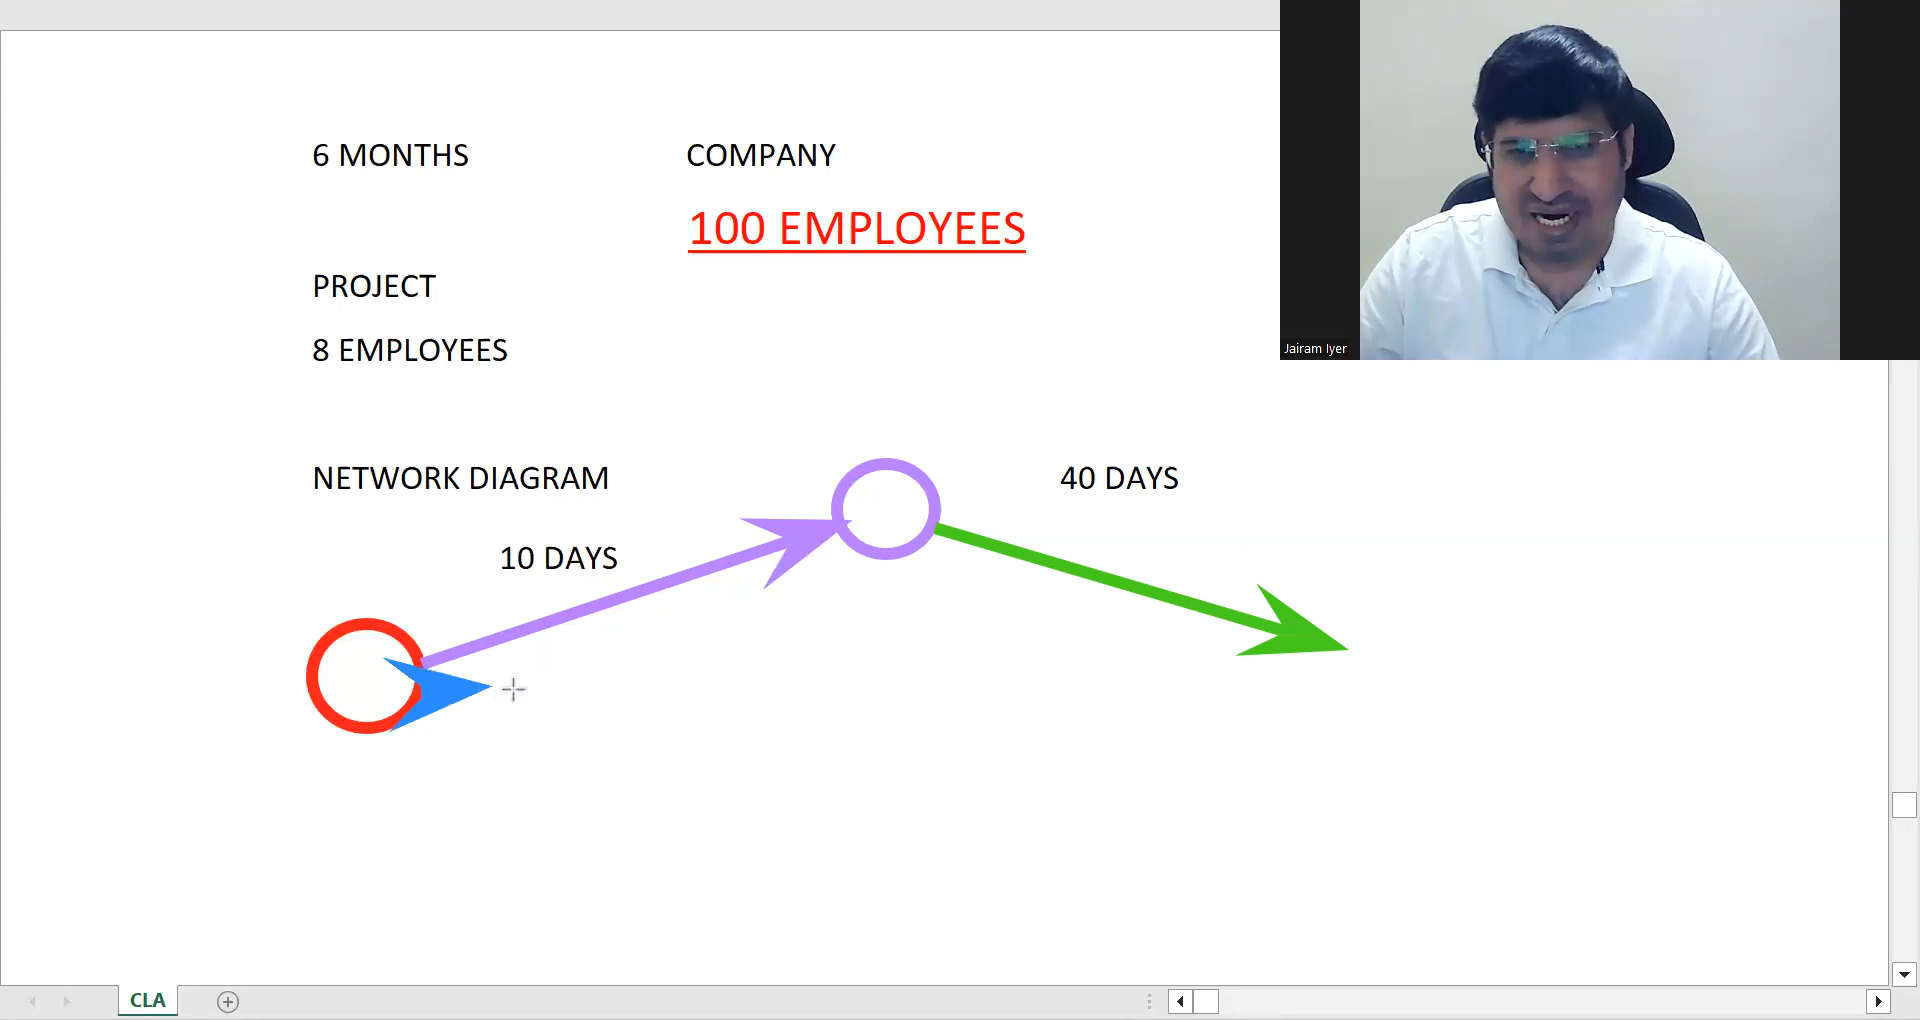 6 MONTHS
COMPANY
100 EMPLOYEES
PROJECT
8 EMPLOYEES
NETWORK DIAGRAM
40 DAYS
10 DAYS
Jairam Iyer
CLA